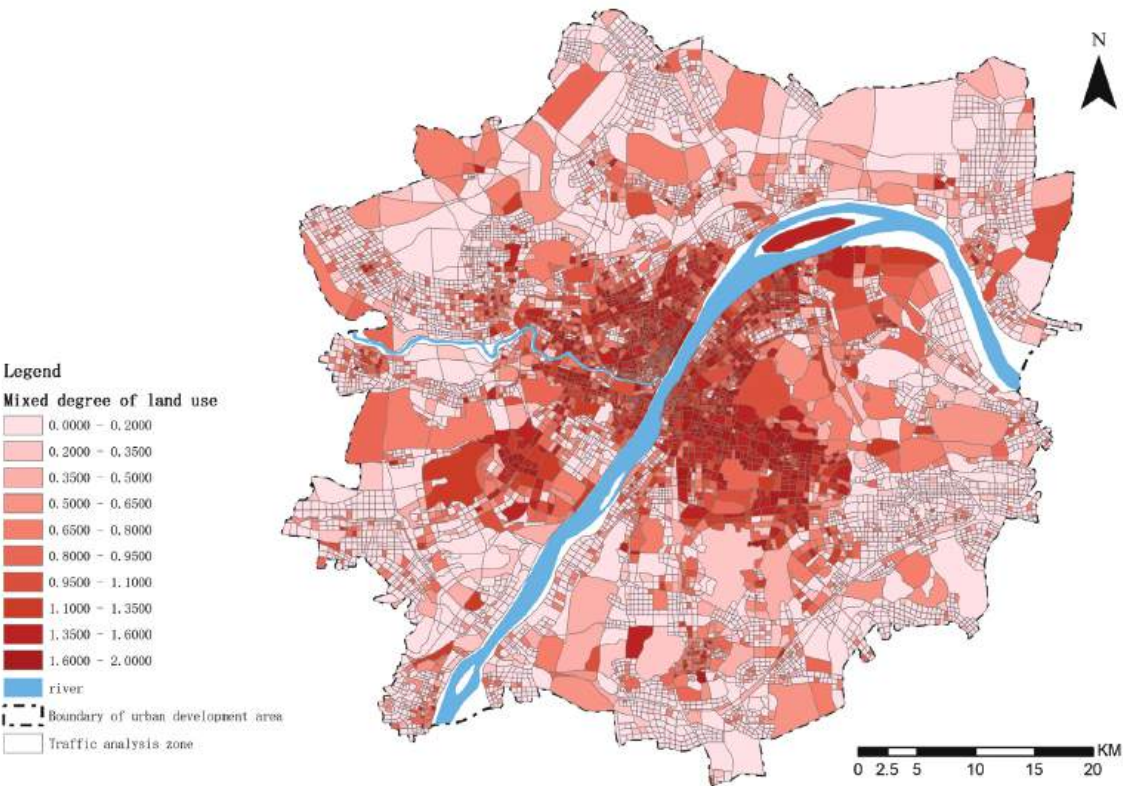 N
Legend
Mixed degree of land use
0.0000 - 0.2000
0.2000 - 0.3500
0.3500 - 0.5000
0.5000 - 0.6500
0.6500 - 0.8000
0.8000 - 0.9500
0.9500 - 1.1000
1.1000 - 1.3500
1.3500 - 1.6000
1.6000 - 2.0000
river
Boundary of urban development area
Traffic analysis zone
KM
0 2.5 5 10 15 20